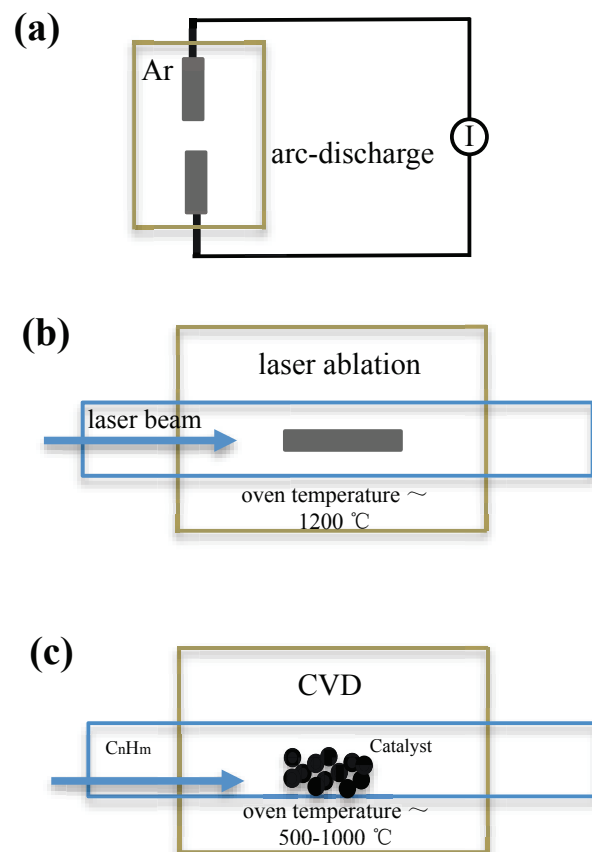 (a)
Ar
I
arc-discharge
(b)
laser ablation
laser beam
oven temperature ～
1200 ℃
(c)
CVD
CnHm
Catalyst
oven temperature ～
500-1000 ℃